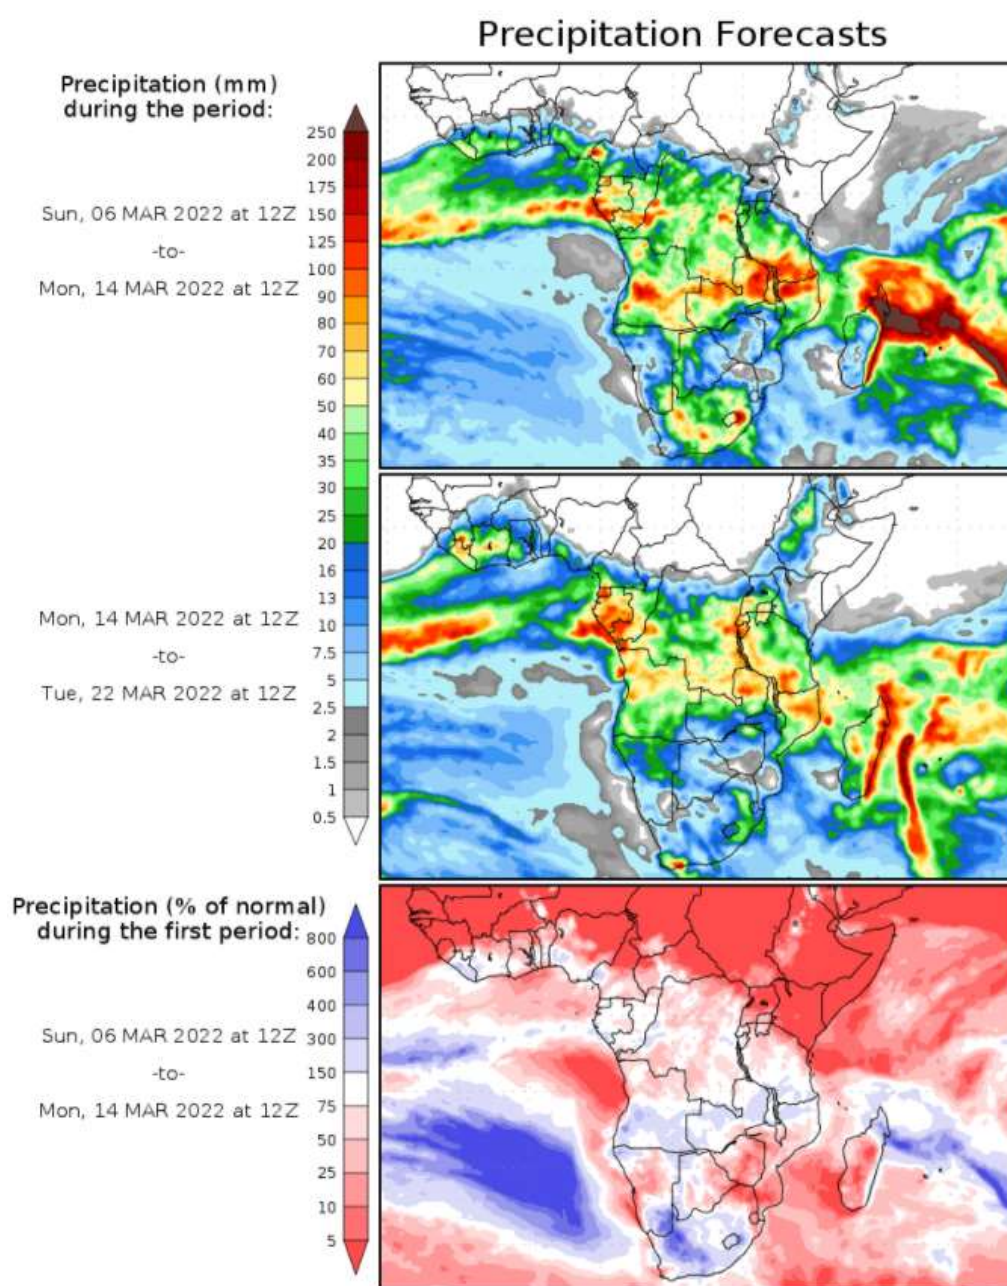 Precipitation Forecasts
Precipitation (mm)
during the period:
250
200
175
150
125
100
90
80
70
60
50
40
35
30
25
20
16
13
10
7.5
5
2.5
2
1.5
1
0.5
Sun, 06 MAR 2022 at 12Z
-to-
Mon, 14 MAR 2022 at 12Z
Mon, 14 MAR 2022 at 12Z
-to-
Tue, 22 MAR 2022 at 12Z
Precipitation (% of normal)
during the first period:
800
600
400
300
150
75
50
25
10
5
Sun, 06 MAR 2022 at 12Z
-to-
Mon, 14 MAR 2022 at 12Z